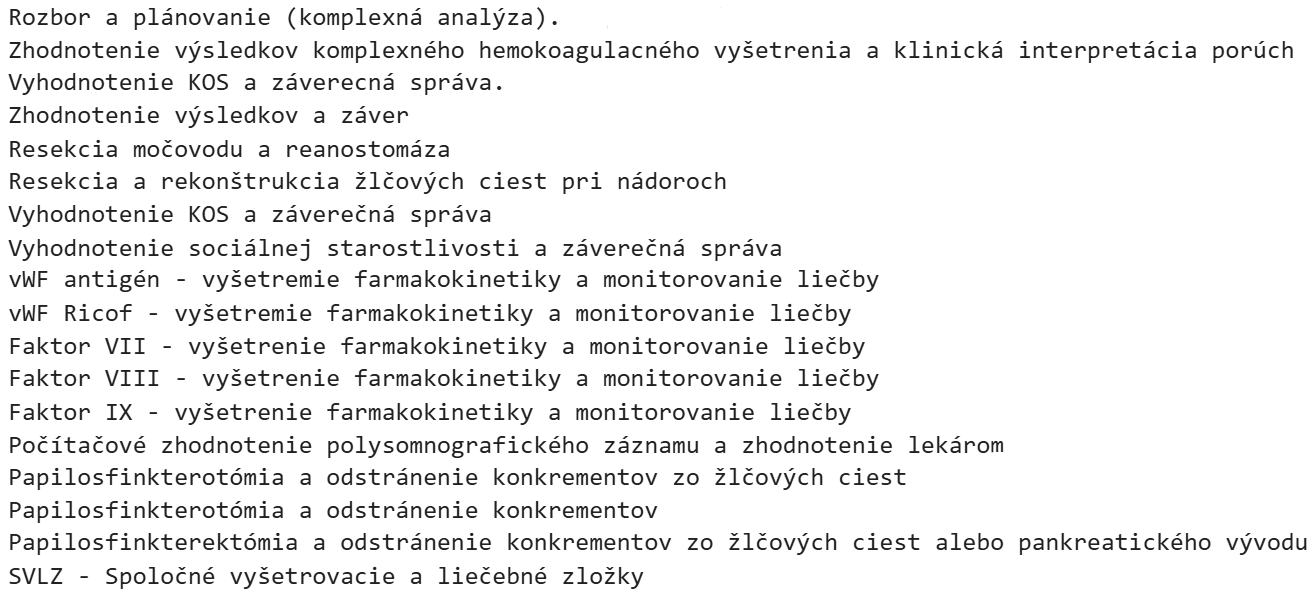 Rozbor a plánovanie (komplexná analýza).
Zhodnotenie výsledkov komplexného hemokoagulacného vyšetrenia a klinická interpretácia porúch
Vyhodnotenie KOS a záverecná správa.
Zhodnotenie výsledkov a záver
Resekcia močovodu a reanostomáza
Resekcia a rekonštrukcia žlčových ciest pri nádoroch
Vyhodnotenie KOS a záverečná správa
Vyhodnotenie sociálnej starostlivosti a záverečná správa
vWF antigén - vyšetremie farmakokinetiky a monitorovanie liečby
vWF Ricof - vyšetremie farmakokinetiky a monitorovanie liečby
Faktor VII - vyšetrenie farmakokinetiky a monitorovanie liečby
Faktor VIII - vyšetrenie farmakokinetiky a monitorovanie liečby
Faktor IX - vyšetrenie farmakokinetiky a monitorovanie liečby
Počítačové zhodnotenie polysomnografického záznamu a zhodnotenie lekárom
Papilosfinkterotómia a odstránenie konkrementov zo žlčových ciest
Papilosfinkterotómia a odstránenie konkrementov
Papilosfinkterektómia a odstránenie konkrementov zo žlčových ciest alebo pankreatického vývodu
SVLZ - Spoločné vyšetrovacie a liečebné zložky